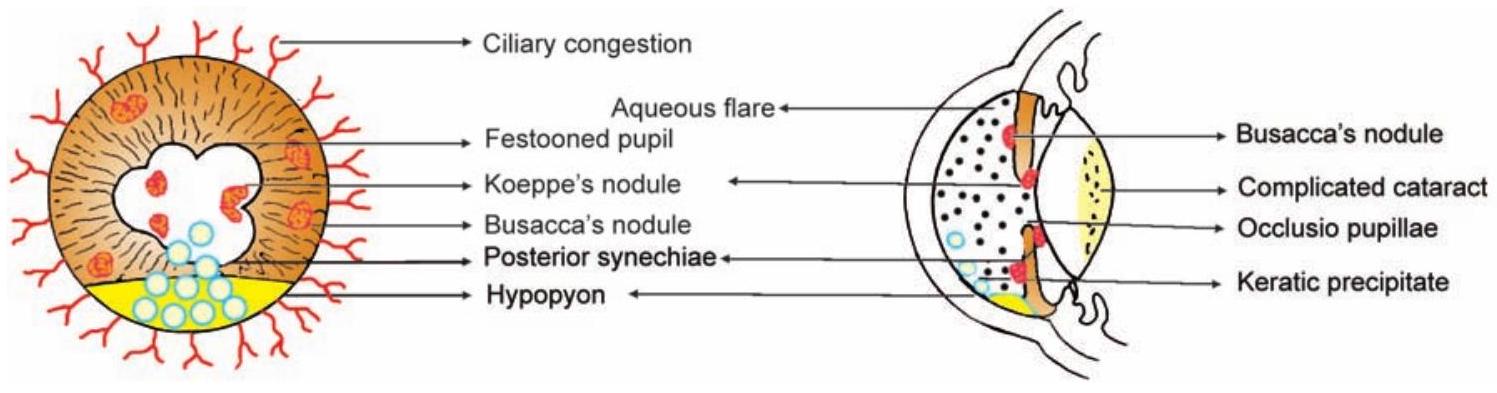 Ciliary congestion
Aqueous flare
Festooned pupil
Koeppe's nodule
Busacca's nodule
Posterior synechiae
Hypopyon
Busacca's nodule
Complicated cataract
Occlusio pupillae
Keratic precipitate